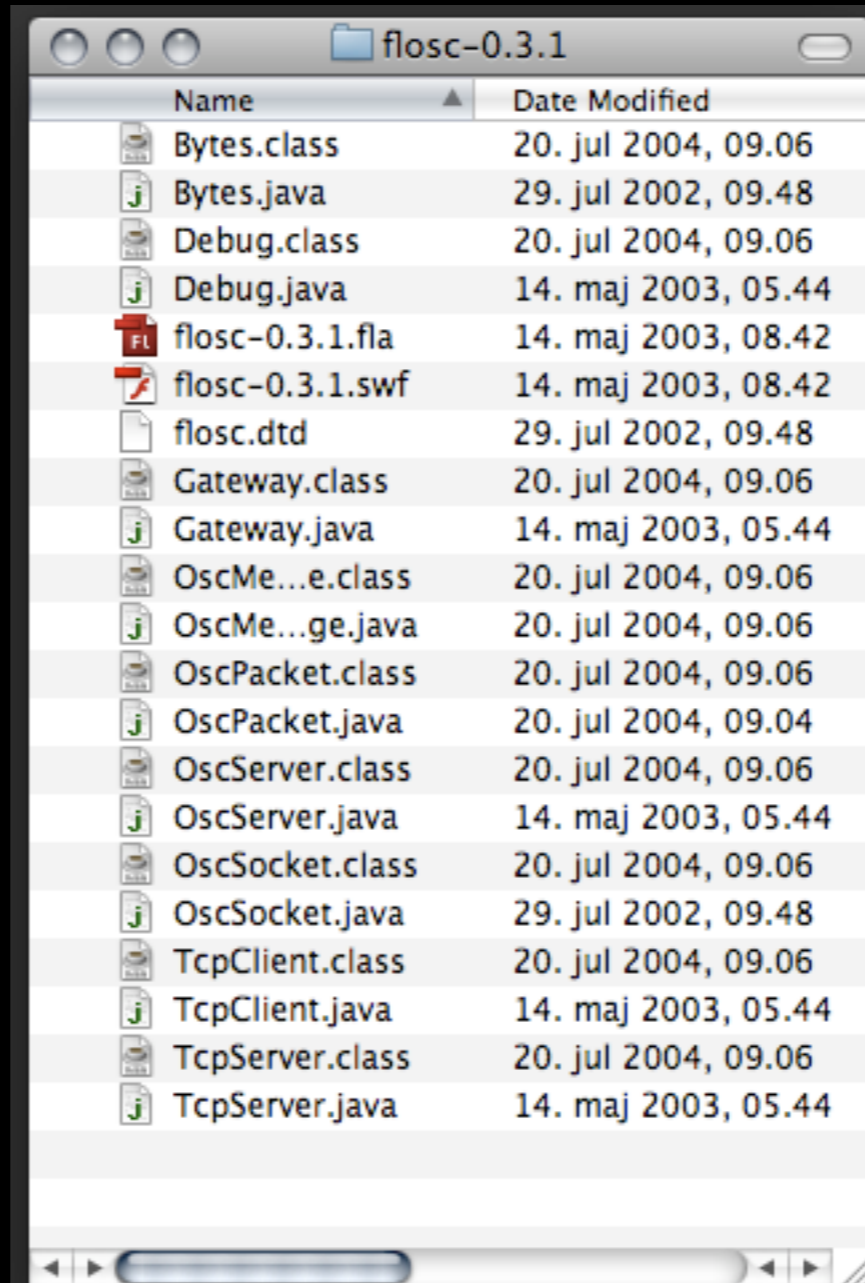 flosc-0.3.1
Name Date Modified
Bytes.class 20. jul 2004, 09.06
Bytes.java 29. jul 2002, 09.48
Debug.class 20. jul 2004, 09.06
Debug.java 14. maj 2003, 05.44
flosc-0.3.1.fla 14. maj 2003, 08.42
flosc-0.3.1.swf 14. maj 2003, 08.42
flosc.dtd 29. jul 2002, 09.48
Gateway.class 20. jul 2004, 09.06
Gateway.java 14. maj 2003, 05.44
OscMe...e.class 20. jul 2004, 09.06
OscMe...ge.java 20. jul 2004, 09.06
OscPacket.class 20. jul 2004, 09.06
OscPacket.java 20. jul 2004, 09.04
OscServer.class 20. jul 2004, 09.06
OscServer.java 14. maj 2003, 05.44
OscSocket.class 20. jul 2004, 09.06
OscSocket.java 29. jul 2002, 09.48
TcpClient.class 20. jul 2004, 09.06
TcpClient.java 14. maj 2003, 05.44
TcpServer.class 20. jul 2004, 09.06
TcpServer.java 14. maj 2003, 05.44